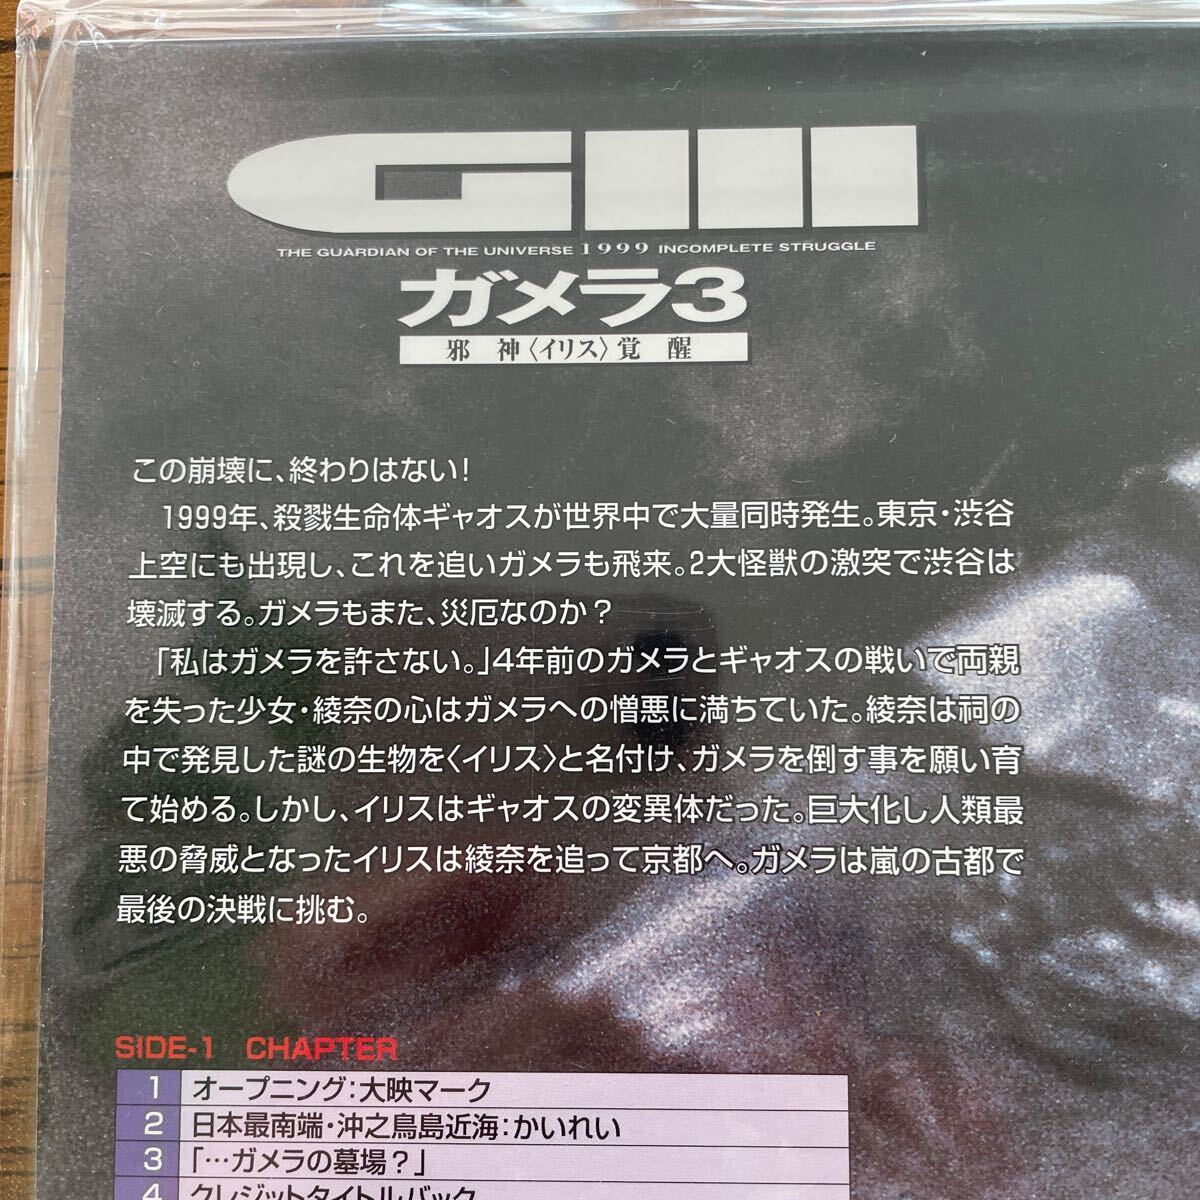 GIII
THE GUARDIAN OF THE UNIVERSE 1999 INCOMPLETE STRUGGLE
ガメラ3
邪神〈イリス〉覚醒
この崩壊に、終わりはない!
1999年、殺戮生命体ギャオスが世界中で大量同時発生。東京・渋谷
上空にも出現し、これを追いガメラも飛来。2大怪獣の激突で渋谷は
壊滅する。ガメラもまた、災厄なのか?
「私はガメラを許さない。」4年前のガメラとギャオスの戦いで両親
を失った少女・綾奈の心はガメラへの憎悪に満ちていた。綾奈は祠の
中で発見した謎の生物を〈イリス〉と名付け、ガメラを倒す事を願い育
て始める。しかし、イリスはギャオスの変異体だった。巨大化し人類最
悪の脅威となったイリスは綾奈を追って京都へ。ガメラは嵐の古都で
最後の決戦に挑む。
SIDE-1 CHAPTER
1 オープニング:大映マーク
2 日本最南端・沖之鳥島近海:かいれい
3 「…ガメラの墓場?」
4 クレジットタイトルバック